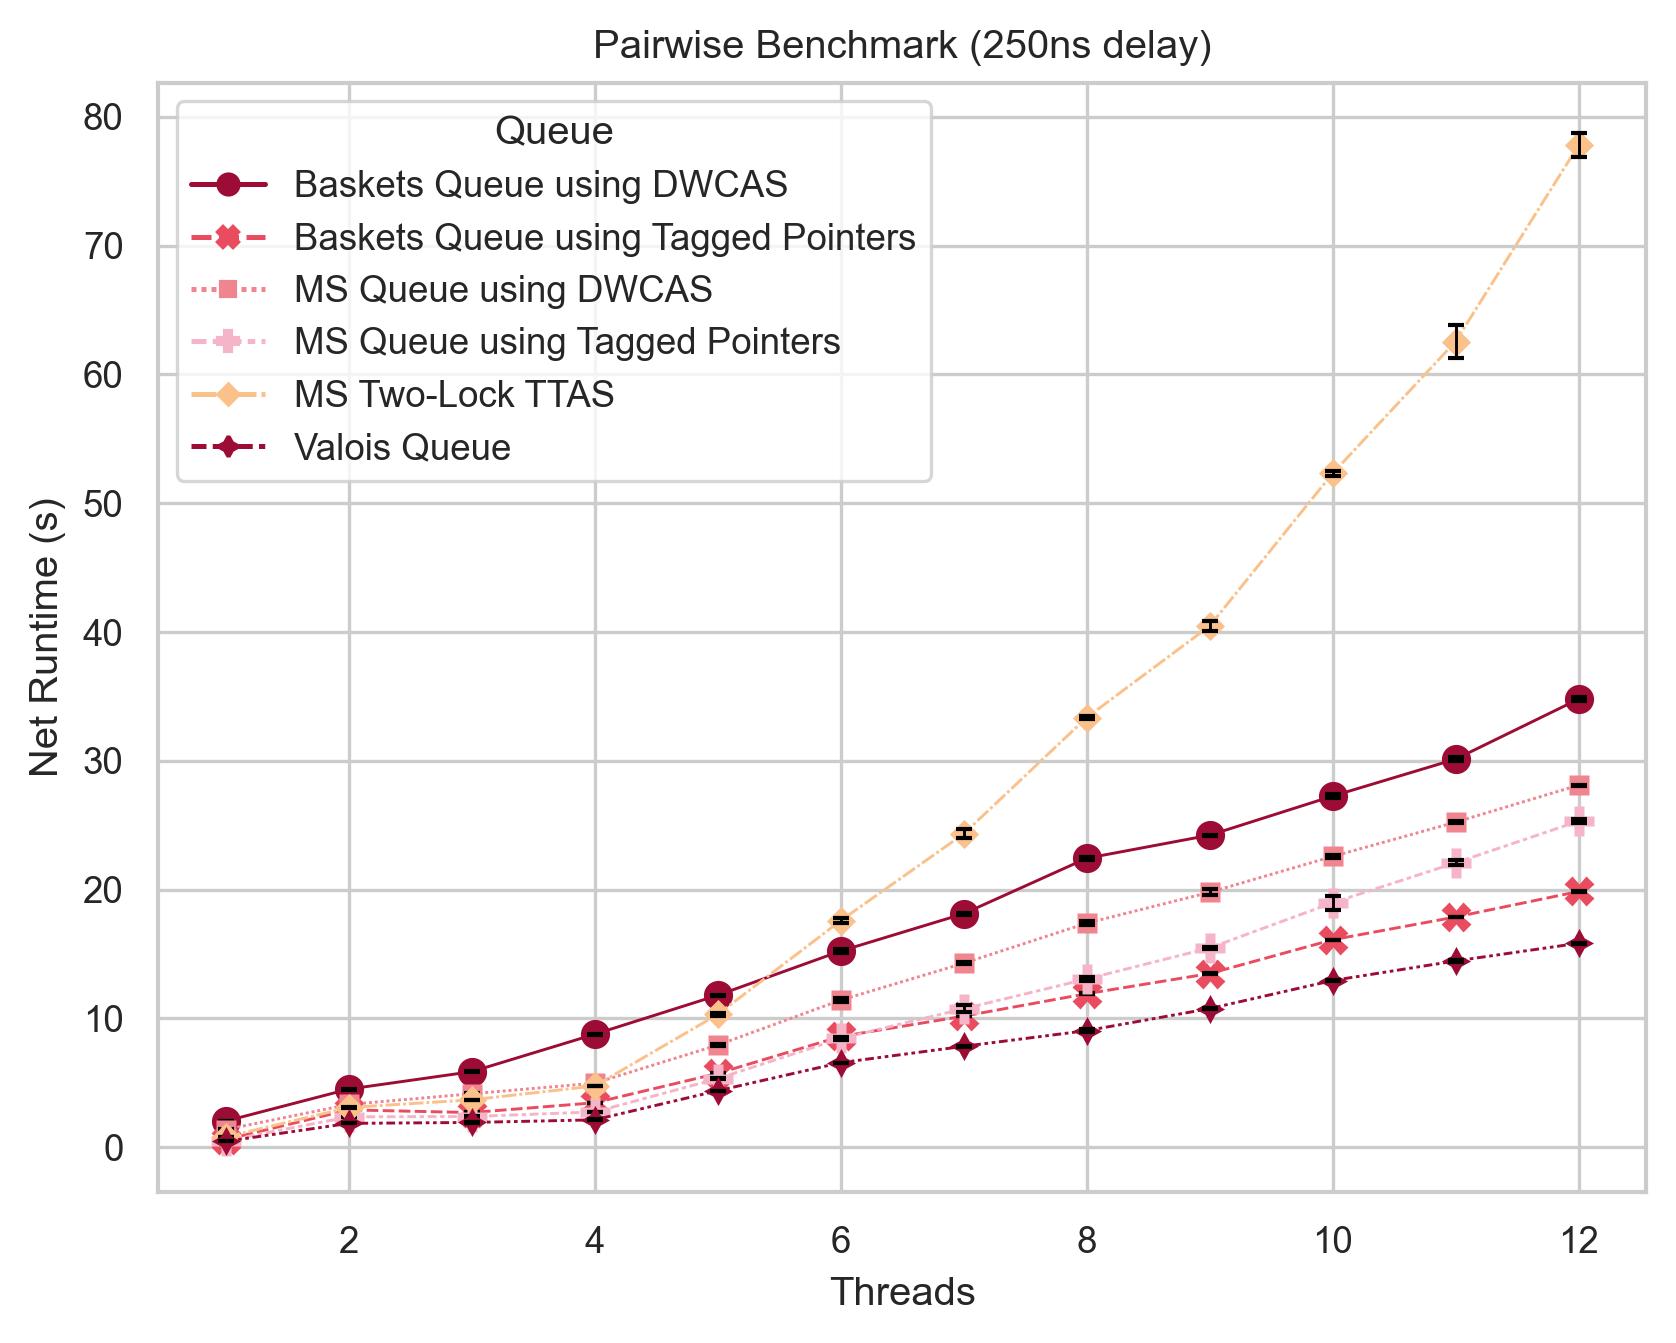 Pairwise Benchmark (250ns delay)
Queue
Baskets Queue using DWCAS
Baskets Queue using Tagged Pointers
MS Queue using DWCAS
MS Queue using Tagged Pointers
MS Two-Lock TTAS
Valois Queue
Net Runtime (s)
80
70
60
50
40
30
20
10
0
2 4 6 8 10 12
Threads